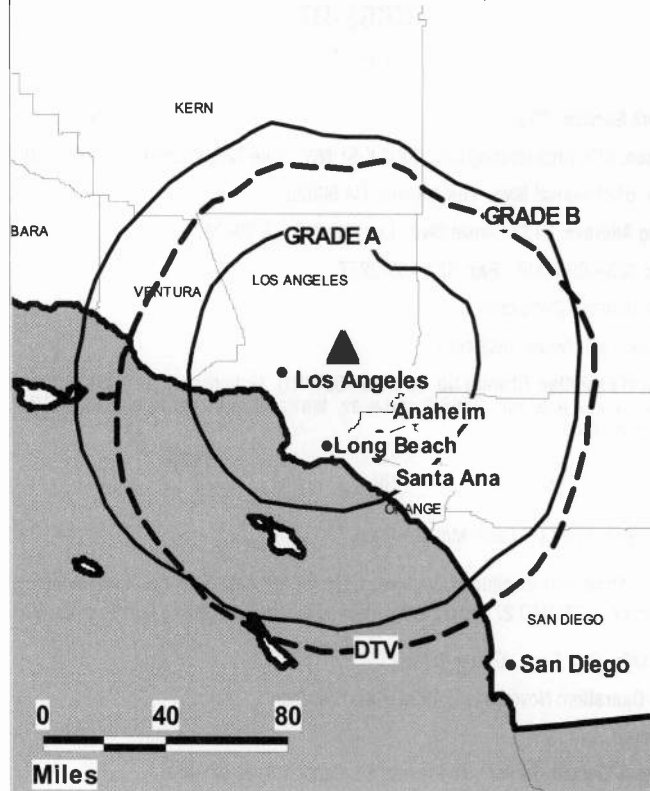 KERN
GRADE B
BARA
GRADE A
LOS ANGELES
VENTURA
Los Angeles
Anaheim
Long Beach
Santa Ana
ORANGE
SAN DIEGO
DTV
San Diego
0 40 80
Miles